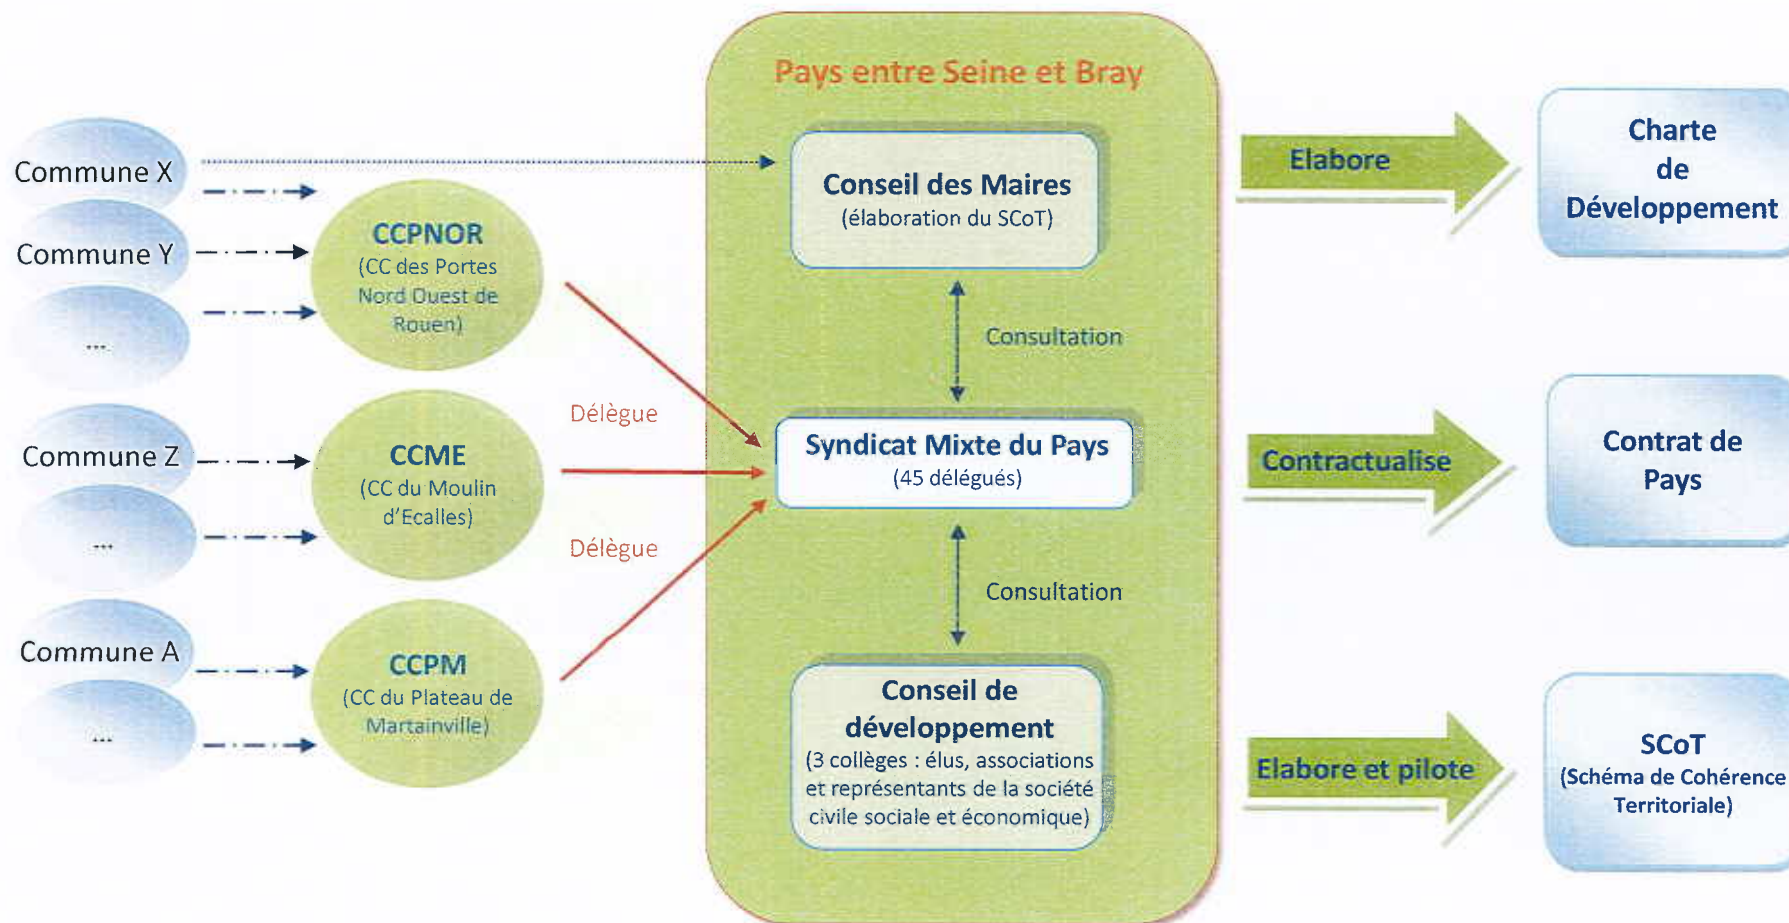 Pays entre Seine et Bray
Commune X
Commune Y
...
Commune Z
...
Commune A
...
CCPNOR
(CC des Portes
Nord Ouest de
Rouen)
CCME
(CC du Moulin
d'Ecalles)
CCPM
(CC du Plateau de
Martainville)
Délègue
Délègue
Conseil des Maires
(élaboration du SCoT)
Consultation
Syndicat Mixte du Pays
(45 délégués)
Consultation
Conseil de
développement
(3 collèges : élus, associations
et représentants de la société
civile sociale et économique)
Elabore
Charte
de
Développement
Contractualise
Contrat de
Pays
Elabore et pilote
SCoT
(Schéma de Cohérence
Territoriale)